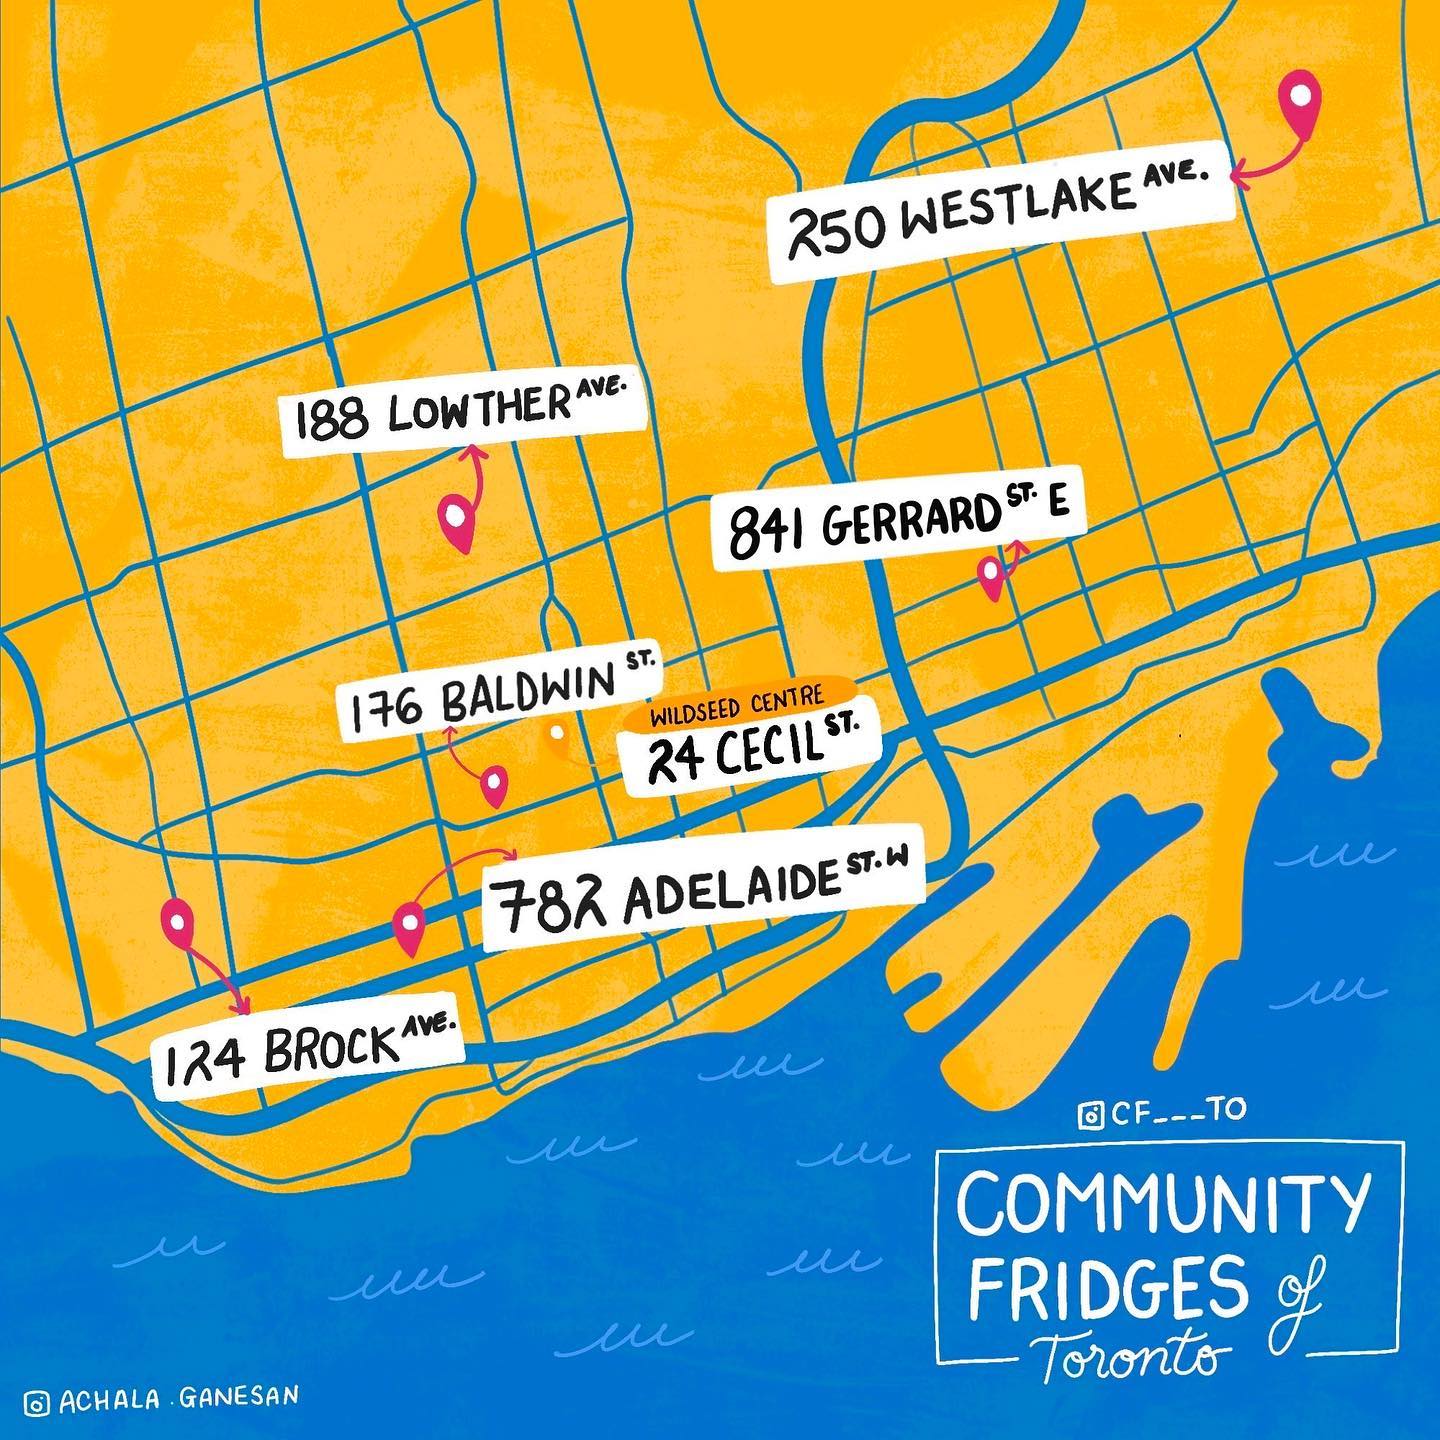 250 WESTLAKE AVE.
188 LOWTHER AVE.
841 GERRARD ST. E
176 BALDWIN ST.
WILDSEED CENTRE
24 CECIL ST.
782 ADELAIDE ST. W
124 BROCK AVE.
CF___TO
COMMUNITY
FRIDGES of
Toronto
ACHALA.GANESAN